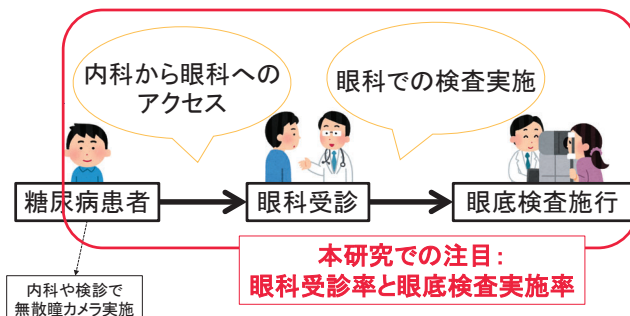 内科から眼科への
アクセス
眼科での検査実施
糖尿病患者
眼科受診
眼底検査施行
本研究での注目：
眼科受診率と眼底検査実施率
内科や検診で
無散瞳カメラ実施